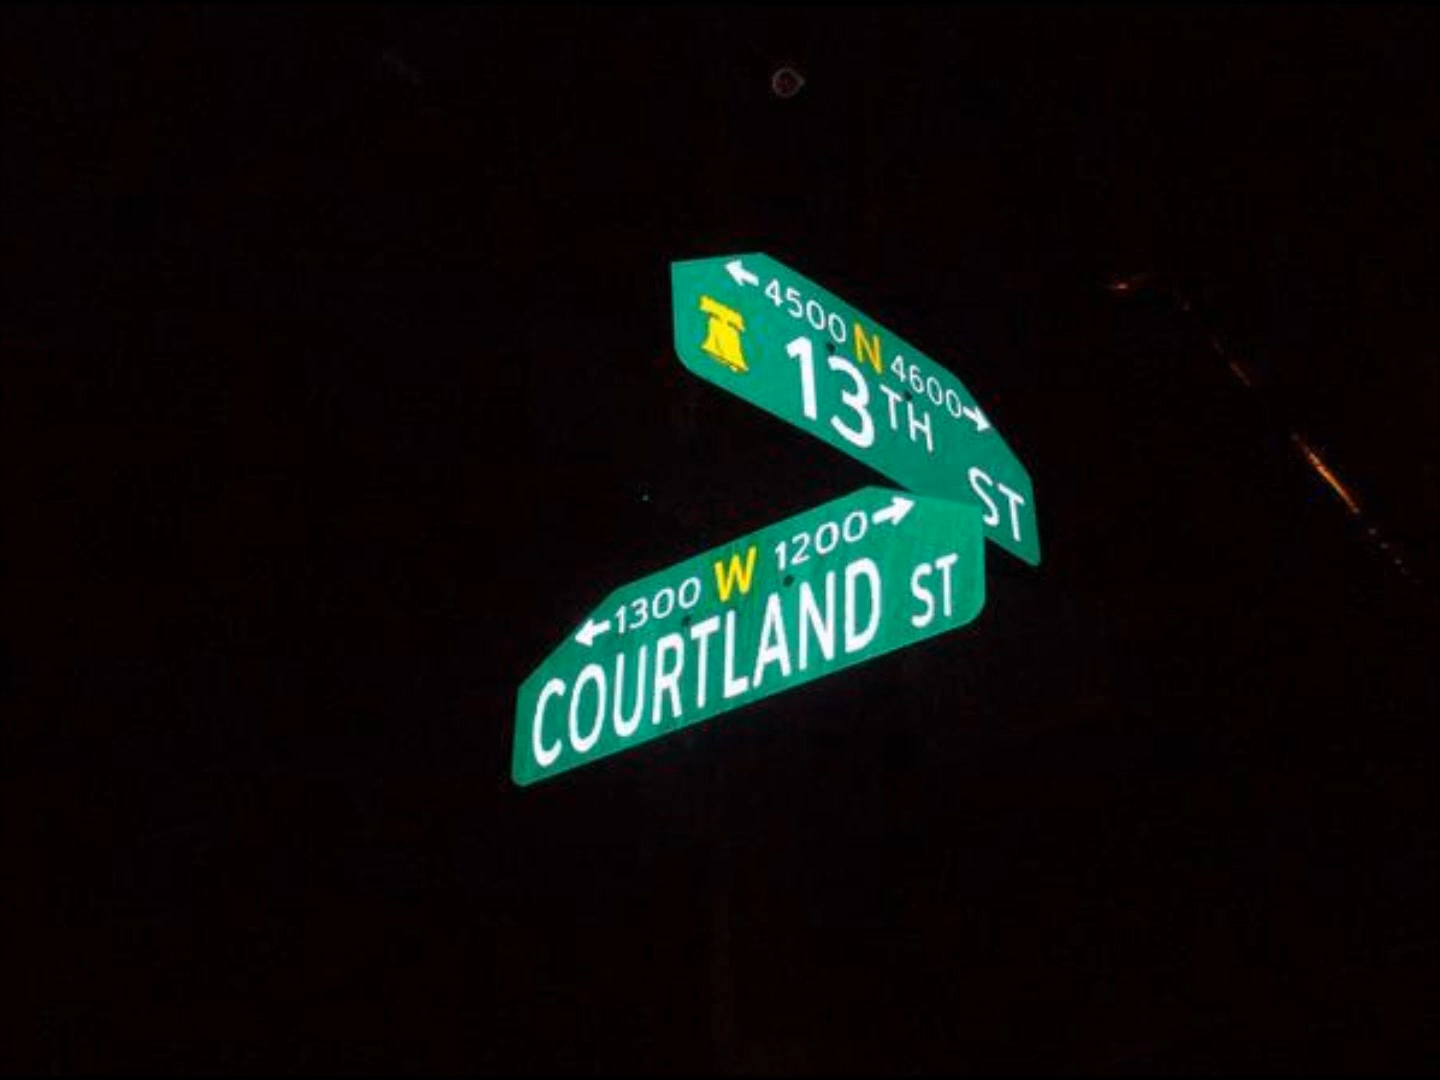 ← 4500 N 4600 →
13TH ST
← 1300 W 1200 →
COURTLAND ST